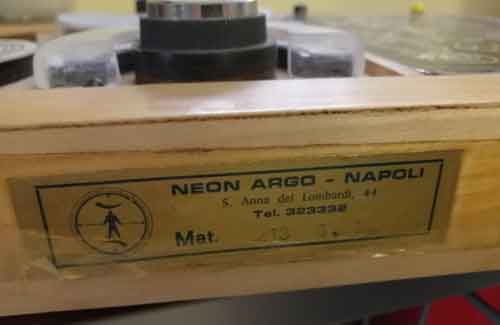 NEON ARGO - NAPOLI
S. Anna dei Lombardi, 44
Tel. 323332
Mat.